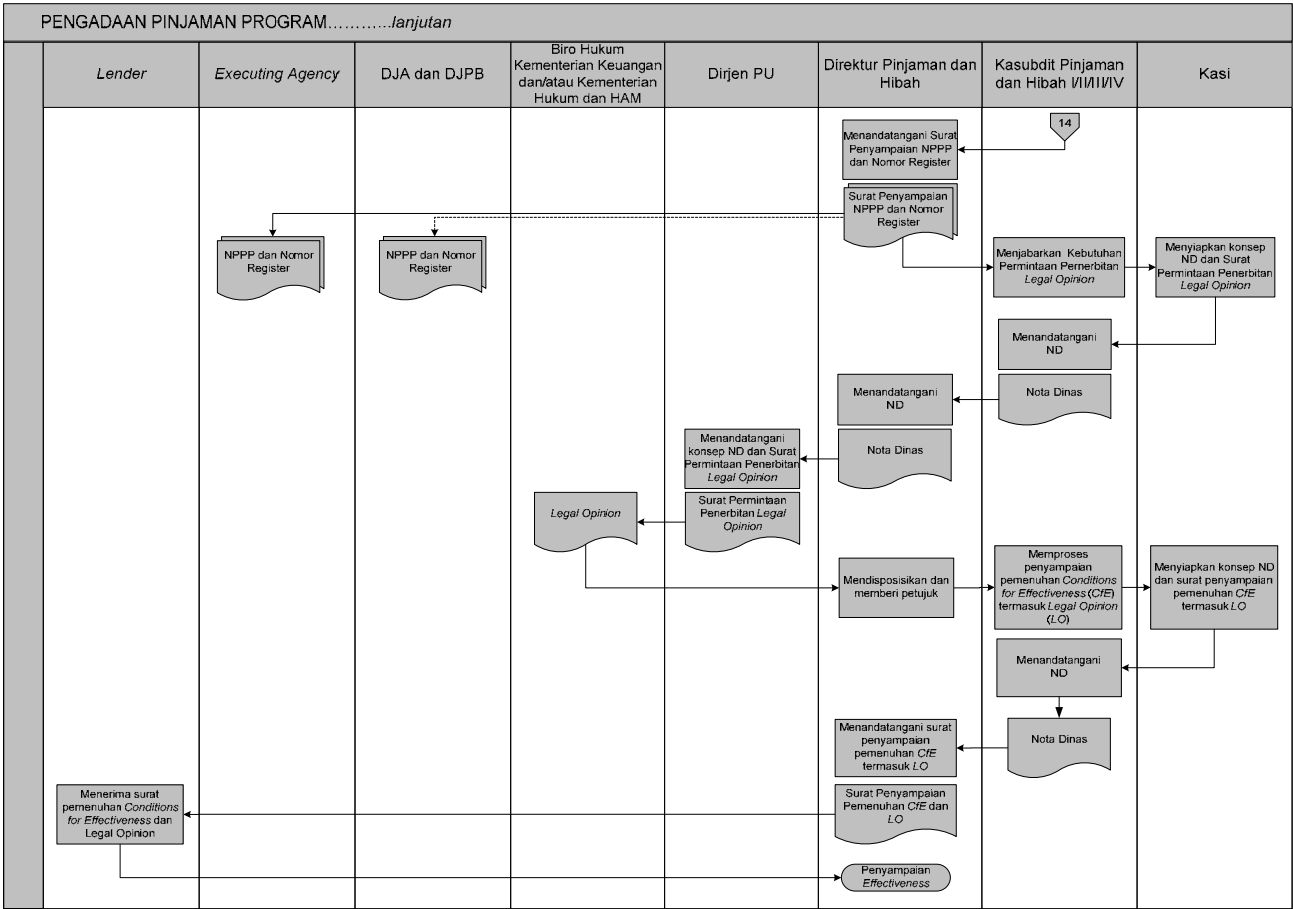 PENGADAAN PINJAMAN PROGRAM…………lanjutan
Lender
Executing Agency
DJA dan DJPB
Biro Hukum
Kementerian Keuangan
dan/atau Kementerian
Hukum dan HAM
Dirjen PU
Direktur Pinjaman dan
Hibah
Kasubdit Pinjaman
dan Hibah I/II/III/IV
Kasi
14
Menandatangani Surat
Penyampaian NPPP
dan Nomor Register
Surat Penyampaian
NPPP dan Nomor
Register
NPPP dan Nomor
Register
NPPP dan Nomor
Register
Menjabarkan Kebutuhan
Permintaan Pernerbitan
Legal Opinion
Menyiapkan konsep
ND dan Surat
Permintaan Penerbitan
Legal Opinion
Menandatangani
ND
Nota Dinas
Menandatangani
ND
Nota Dinas
Menandatangani
konsep ND dan Surat
Permintaan Penerbitan
Legal Opinion
Surat Permintaan
Penerbitan Legal
Opinion
Legal Opinion
Mendisposisikan dan
memberi petujuk
Memproses
penyampaian
pemenuhan Conditions
for Effectiveness (CfE)
termasuk Legal Opinion
(LO)
Menyiapkan konsep ND
dan surat penyampaian
pemenuhan CfE
termasuk LO
Menandatangani
ND
Nota Dinas
Menandatangani surat
penyampaian
pemenuhan CfE
termasuk LO
Surat Penyampaian
Pemenuhan CfE dan
LO
Menerima surat
pemenuhan Conditions
for Effectiveness dan
Legal Opinion
Penyampaian
Effectiveness